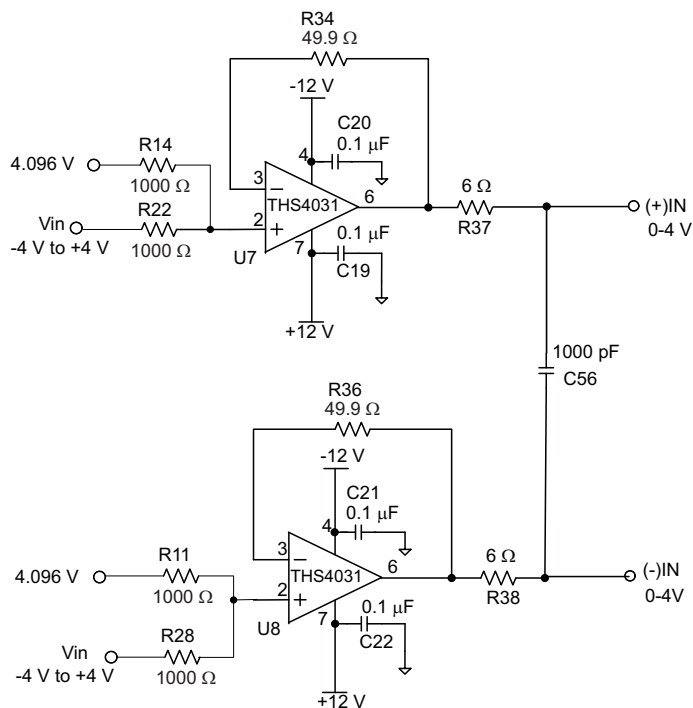 R34
49.9 Ω
-12 V
C20
0.1 µF
4
R14
4.096 V
1000 Ω
3
−
THS4031
6
6 Ω
R37
(+)IN
0-4 V
Vin
-4 V to +4 V
R22
1000 Ω
2
+
U7
7
0.1 µF
C19
+12 V
1000 pF
C56
R36
49.9 Ω
-12 V
C21
0.1 µF
4
R11
4.096 V
1000 Ω
3
−
THS4031
6
6 Ω
R38
(-)IN
0-4V
2
+
U8
7
0.1 µF
C22
Vin
-4 V to +4 V
R28
1000 Ω
+12 V